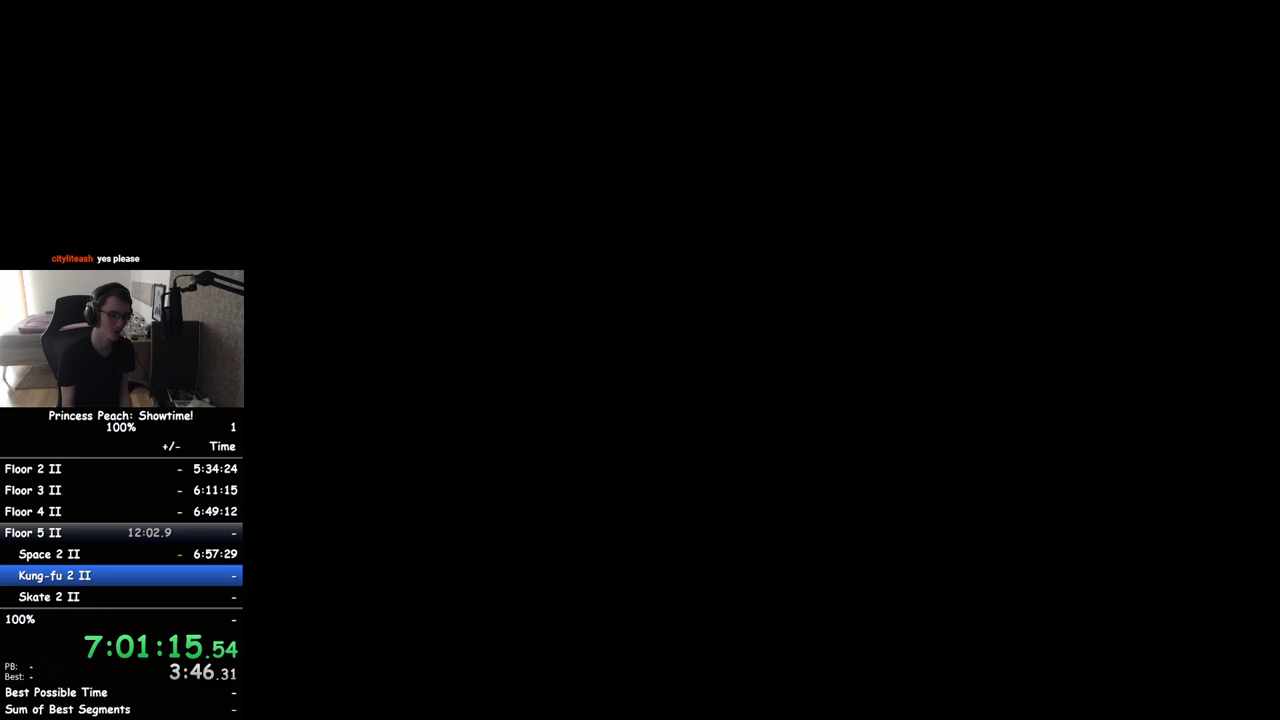 cityliteash yes please
Princess Peach: Showtime!
100% 1
+/- Time
Floor 2 II - 5:34:24
Floor 3 II - 6:11:15
Floor 4 II - 6:49:12
Floor 5 II 12:02.9 -
Space 2 II - 6:57:29
Kung-fu 2 II -
Skate 2 II -
100% -
7:01:15.54
PB: -
Best: - 3:46.31
Best Possible Time -
Sum of Best Segments -